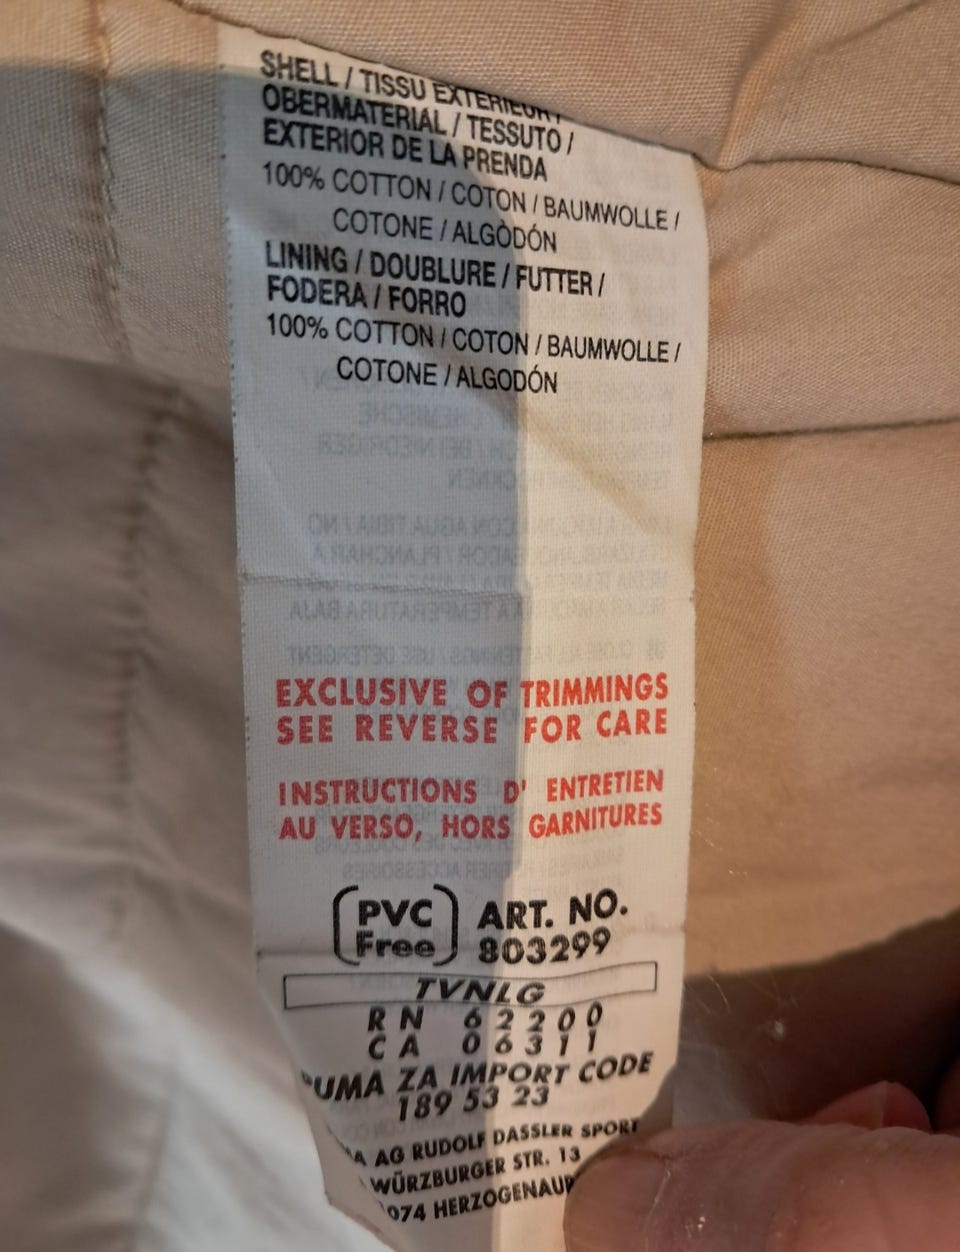 SHELL / TISSU EXTERIEUR /
OBERMATERIAL / TESSUTO /
EXTERIOR DE LA PRENDA
100% COTTON / COTON / BAUMWOLLE /
COTONE / ALGÒDÓN
LINING / DOUBLURE / FUTTER /
FODERA / FORRO
100% COTTON / COTON / BAUMWOLLE /
COTONE / ALGODÓN
EXCLUSIVE OF TRIMMINGS
SEE REVERSE FOR CARE
INSTRUCTIONS D' ENTRETIEN
AU VERSO, HORS GARNITURES
PVC ART. NO.
Free 803299
TVNLG
RN 62200
CA 06311
PUMA ZA IMPORT CODE
189 53 23
A AG RUDOLF DASSLER SPORT
WÜRZBURGER STR. 13
074 HERZOGENAUR